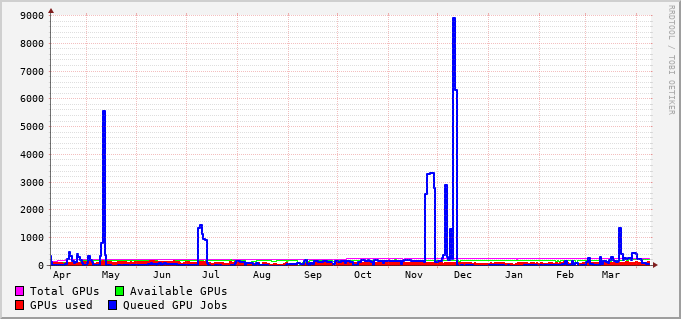 9000
8000
7000
6000
5000
4000
3000
2000
1000
0
Apr May Jun Jul Aug Sep Oct Nov Dec Jan Feb Mar
Total GPUs Available GPUs
GPUs used Queued GPU Jobs
RRDTOOL / TOBI OETIKER